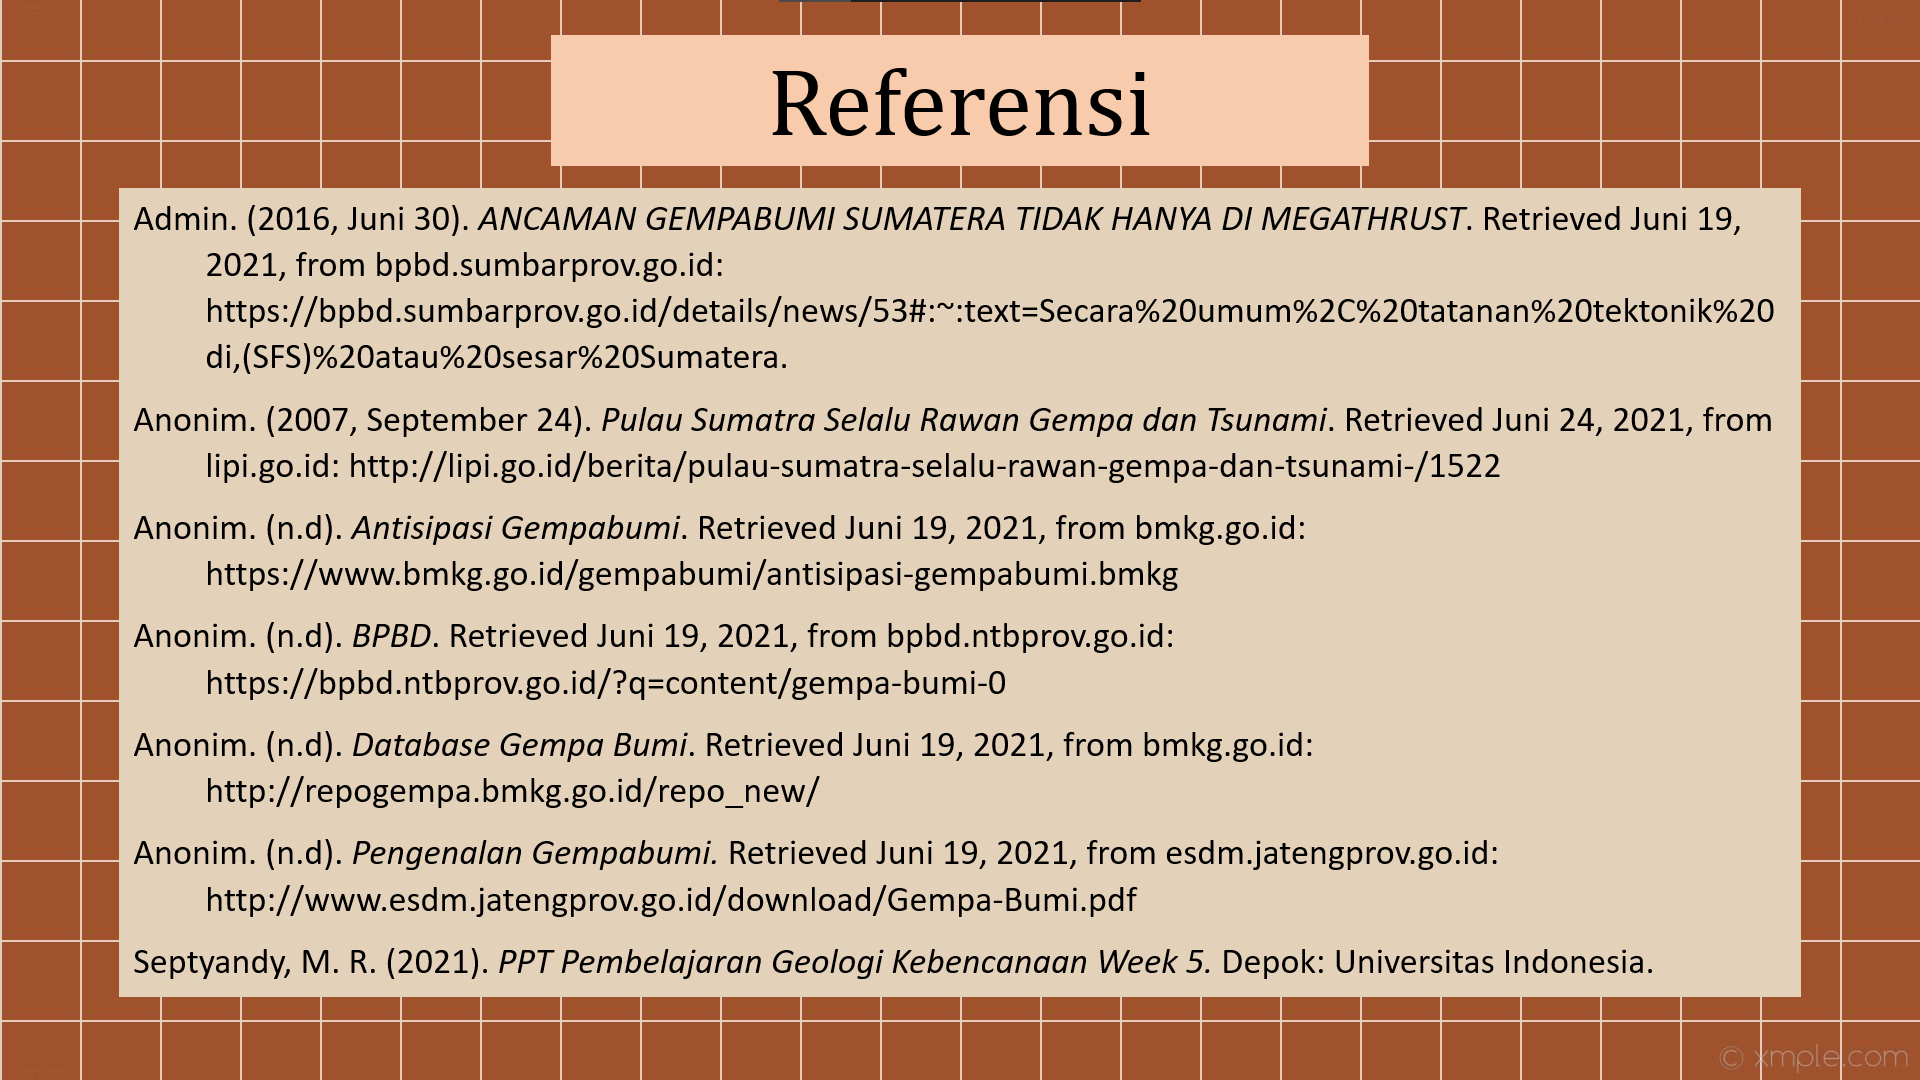 Referensi
Admin. (2016, Juni 30). ANCAMAN GEMPABUMI SUMATERA TIDAK HANYA DI MEGATHRUST. Retrieved Juni 19,
2021, from bpbd.sumbarprov.go.id:
https://bpbd.sumbarprov.go.id/details/news/53#:~:text=Secara%20umum%2C%20tatanan%20tektonik%20
di,(SFS)%20atau%20sesar%20Sumatera.
Anonim. (2007, September 24). Pulau Sumatra Selalu Rawan Gempa dan Tsunami. Retrieved Juni 24, 2021, from
lipi.go.id: http://lipi.go.id/berita/pulau-sumatra-selalu-rawan-gempa-dan-tsunami-/1522
Anonim. (n.d). Antisipasi Gempabumi. Retrieved Juni 19, 2021, from bmkg.go.id:
https://www.bmkg.go.id/gempabumi/antisipasi-gempabumi.bmkg
Anonim. (n.d). BPBD. Retrieved Juni 19, 2021, from bpbd.ntbprov.go.id:
https://bpbd.ntbprov.go.id/?q=content/gempa-bumi-0
Anonim. (n.d). Database Gempa Bumi. Retrieved Juni 19, 2021, from bmkg.go.id:
http://repogempa.bmkg.go.id/repo_new/
Anonim. (n.d). Pengenalan Gempabumi. Retrieved Juni 19, 2021, from esdm.jatengprov.go.id:
http://www.esdm.jatengprov.go.id/download/Gempa-Bumi.pdf
Septyandy, M. R. (2021). PPT Pembelajaran Geologi Kebencanaan Week 5. Depok: Universitas Indonesia.
© xmple.com